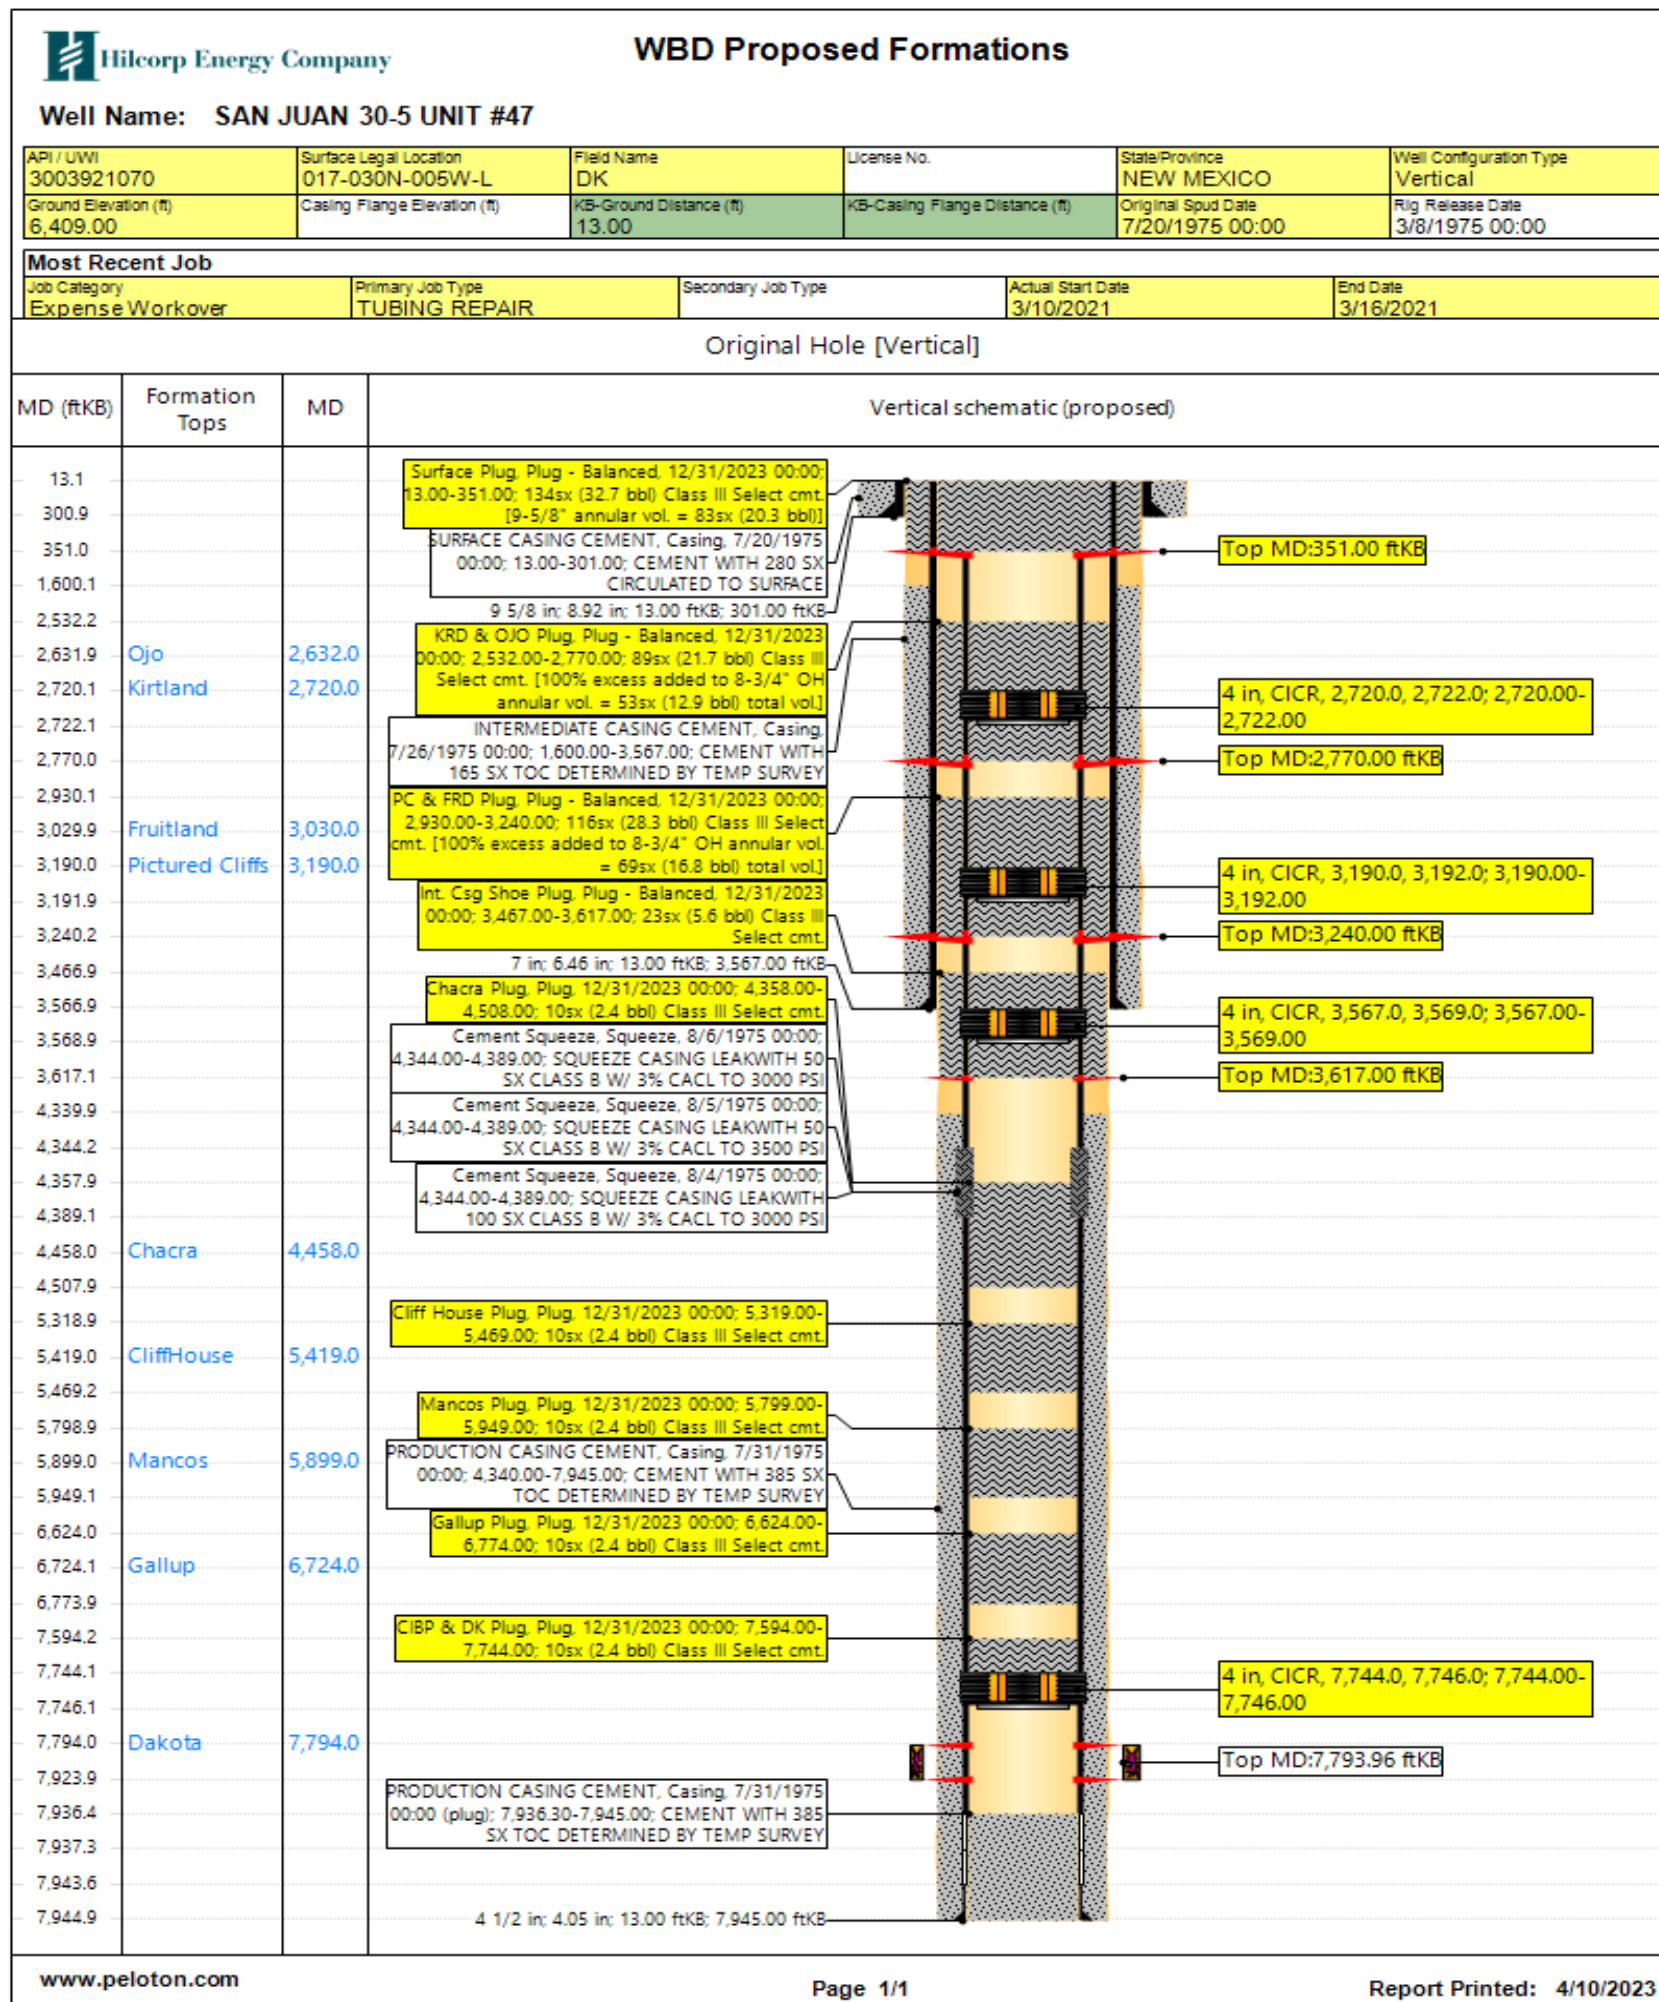 Hilcorp Energy Company
WBD Proposed Formations
Well Name: SAN JUAN 30-5 UNIT #47
API / UWI
3003921070
Surface Legal Location
017-030N-005W-L
Field Name
DK
License No.
State/Province
NEW MEXICO
Well Configuration Type
Vertical
Ground Elevation (ft)
6,409.00
Casing Flange Elevation (ft)
KB-Ground Distance (ft)
13.00
KB-Casing Flange Distance (ft)
Original Spud Date
7/20/1975 00:00
Rig Release Date
3/8/1975 00:00
Most Recent Job
Job Category
Expense Workover
Primary Job Type
TUBING REPAIR
Secondary Job Type
Actual Start Date
3/10/2021
End Date
3/16/2021
Original Hole [Vertical]
MD (ftKB)
Formation
Tops
MD
Vertical schematic (proposed)
13.1
300.9
351.0
1,600.1
2,532.2
2,631.9 Ojo 2,632.0
2,720.1 Kirtland 2,720.0
2,722.1
2,770.0
2,930.1
3,029.9 Fruitland 3,030.0
3,190.0 Pictured Cliffs 3,190.0
3,191.9
3,240.2
3,466.9
3,566.9
3,568.9
3,617.1
4,339.9
4,344.2
4,357.9
4,389.1
4,458.0 Chacra 4,458.0
4,507.9
5,318.9
5,419.0 CliffHouse 5,419.0
5,469.2
5,798.9
5,899.0 Mancos 5,899.0
5,949.1
6,624.0
6,724.1 Gallup 6,724.0
6,773.9
7,594.2
7,744.1
7,746.1
7,794.0 Dakota 7,794.0
7,923.9
7,936.4
7,937.3
7,943.6
7,944.9
Surface Plug, Plug - Balanced, 12/31/2023 00:00;
13.00-351.00; 134sx (32.7 bbl) Class III Select cmt.
[9-5/8" annular vol. = 83sx (20.3 bbl)]
SURFACE CASING CEMENT, Casing, 7/20/1975
00:00; 13.00-301.00; CEMENT WITH 280 SX
CIRCULATED TO SURFACE
9 5/8 in; 8.92 in; 13.00 ftKB; 301.00 ftKB
KRD & OJO Plug, Plug - Balanced, 12/31/2023
00:00; 2,532.00-2,770.00; 89sx (21.7 bbl) Class III
Select cmt. [100% excess added to 8-3/4" OH
annular vol. = 53sx (12.9 bbl) total vol.]
INTERMEDIATE CASING CEMENT, Casing,
7/26/1975 00:00; 1,600.00-3,567.00; CEMENT WITH
165 SX TOC DETERMINED BY TEMP SURVEY
PC & FRD Plug, Plug - Balanced, 12/31/2023 00:00;
2,930.00-3,240.00; 116sx (28.3 bbl) Class III Select
cmt. [100% excess added to 8-3/4" OH annular vol.
= 69sx (16.8 bbl) total vol.]
Int. Csg Shoe Plug, Plug - Balanced, 12/31/2023
00:00; 3,467.00-3,617.00; 23sx (5.6 bbl) Class III
Select cmt.
7 in; 6.46 in; 13.00 ftKB; 3,567.00 ftKB
Chacra Plug, Plug, 12/31/2023 00:00; 4,358.00-
4,508.00; 10sx (2.4 bbl) Class III Select cmt.
Cement Squeeze, Squeeze, 8/6/1975 00:00;
4,344.00-4,389.00; SQUEEZE CASING LEAKWITH 50
SX CLASS B W/ 3% CACL TO 3000 PSI
Cement Squeeze, Squeeze, 8/5/1975 00:00;
4,344.00-4,389.00; SQUEEZE CASING LEAKWITH 50
SX CLASS B W/ 3% CACL TO 3500 PSI
Cement Squeeze, Squeeze, 8/4/1975 00:00;
4,344.00-4,389.00; SQUEEZE CASING LEAKWITH
100 SX CLASS B W/ 3% CACL TO 3000 PSI
Cliff House Plug, Plug, 12/31/2023 00:00; 5,319.00-
5,469.00; 10sx (2.4 bbl) Class III Select cmt.
Mancos Plug, Plug, 12/31/2023 00:00; 5,799.00-
5,949.00; 10sx (2.4 bbl) Class III Select cmt.
PRODUCTION CASING CEMENT, Casing, 7/31/1975
00:00; 4,340.00-7,945.00; CEMENT WITH 385 SX
TOC DETERMINED BY TEMP SURVEY
Gallup Plug, Plug, 12/31/2023 00:00; 6,624.00-
6,774.00; 10sx (2.4 bbl) Class III Select cmt.
CIBP & DK Plug, Plug, 12/31/2023 00:00; 7,594.00-
7,744.00; 10sx (2.4 bbl) Class III Select cmt.
PRODUCTION CASING CEMENT, Casing, 7/31/1975
00:00 (plug); 7,936.30-7,945.00; CEMENT WITH 385
SX TOC DETERMINED BY TEMP SURVEY
4 1/2 in; 4.05 in; 13.00 ftKB; 7,945.00 ftKB
Top MD:351.00 ftKB
4 in, CICR, 2,720.0, 2,722.0; 2,720.00-
2,722.00
Top MD:2,770.00 ftKB
4 in, CICR, 3,190.0, 3,192.0; 3,190.00-
3,192.00
Top MD:3,240.00 ftKB
4 in, CICR, 3,567.0, 3,569.0; 3,567.00-
3,569.00
Top MD:3,617.00 ftKB
4 in, CICR, 7,744.0, 7,746.0; 7,744.00-
7,746.00
Top MD:7,793.96 ftKB
www.peloton.com
Page 1/1
Report Printed: 4/10/2023